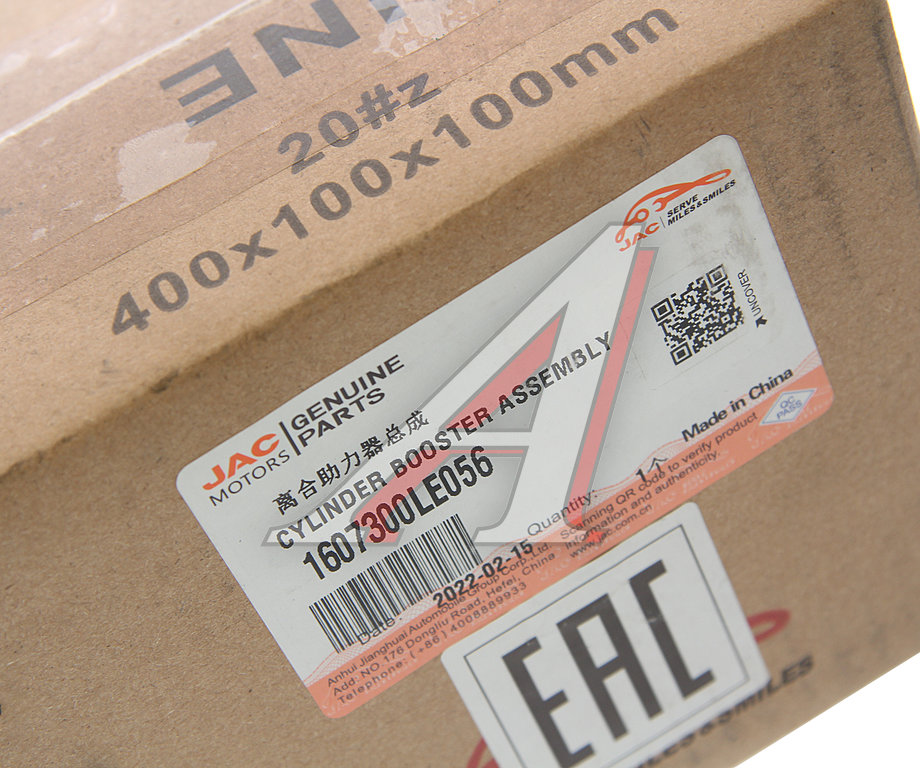 NE
20#z
400x100x100mm
JAC
SERVE
MILES&SMILES
UNCOVER
JAC
MOTORS
GENUINE
PARTS
离合助力器总成
CYLINDER BOOSTER ASSEMBLY
1607300LE056
Quantity: 1个
Made in China
QC
PASS
Date: 2022-02-15
Scanning QR code to verify product
Information and authenticity.
www.jac.com.cn
Anhui Jianghuai Automobile Group Corp.,Ltd.
Add: NO.176 Dongliu Road, Hefei, China
Telephone: (+86) 4008889933
EAC
MILES&SMILES